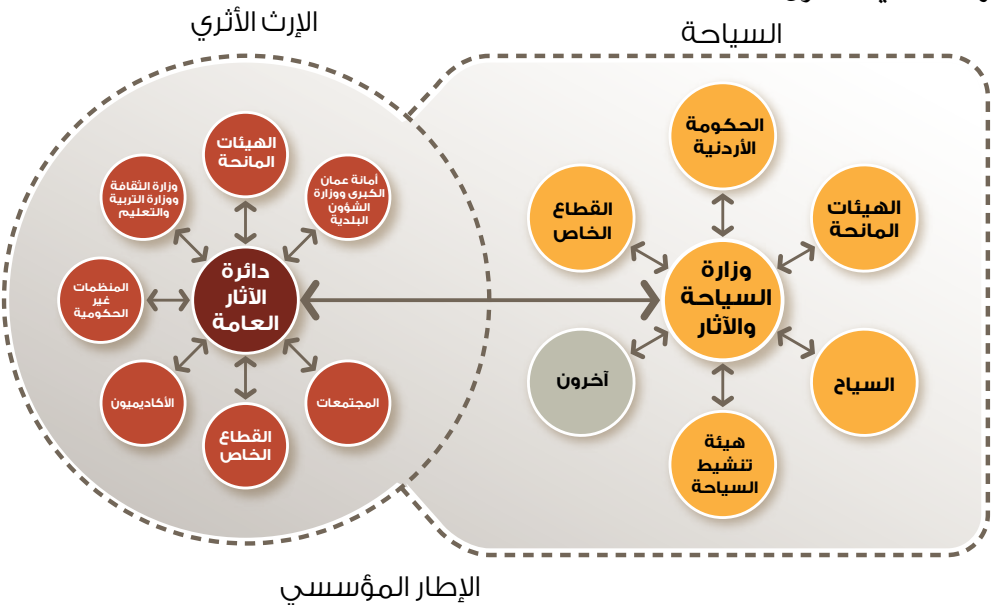 الإرث الأثري
السياحة
الهيئات
المانحة
أمانة عمان
الكبرى ووزارة
الشؤون
البلدية
وزارة الثقافة
ووزارة التربية
والتعليم
دائرة
الآثار
العامة
المنظمات
غير
الحكومية
الأكاديميون
القطاع
الخاص
المجتمعات
الحكومة
الأردنية
الهيئات
المانحة
القطاع
الخاص
وزارة
السياحة
والآثار
آخرون
السياح
هيئة
تنشيط
السياحة
الإطار المؤسسي